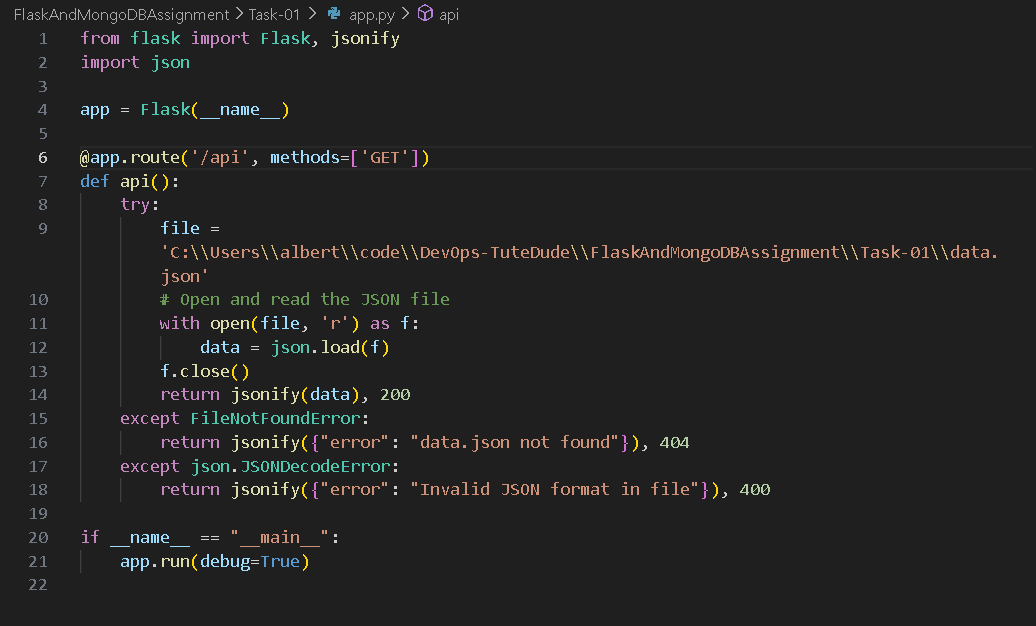 FlaskAndMongoDBAssignment > Task-01 > app.py > api
1 from flask import Flask, jsonify
2 import json
3
4 app = Flask(__name__)
5
6 @app.route('/api', methods=['GET'])
7 def api():
8     try:
9         file =
'C:\\Users\\albert\\code\\DevOps-TuteDude\\FlaskAndMongoDBAssignment\\Task-01\\data.
json'
10         # Open and read the JSON file
11         with open(file, 'r') as f:
12             data = json.load(f)
13         f.close()
14         return jsonify(data), 200
15     except FileNotFoundError:
16         return jsonify({"error": "data.json not found"}), 404
17     except json.JSONDecodeError:
18         return jsonify({"error": "Invalid JSON format in file"}), 400
19
20 if __name__ == "__main__":
21     app.run(debug=True)
22